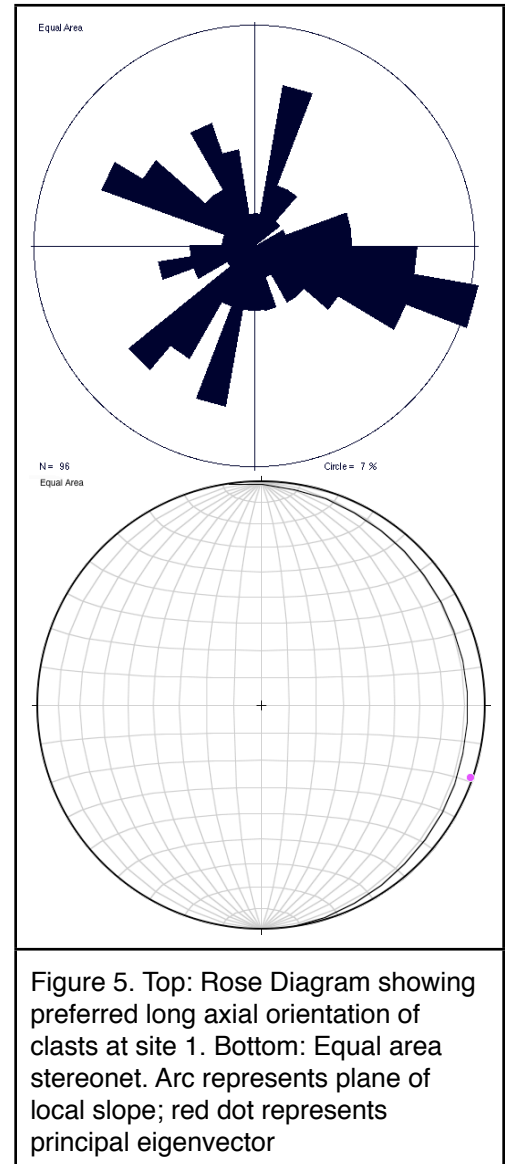 Equal Area
N = 96
Circle = 7 %
Equal Area
Figure 5. Top: Rose Diagram showing
preferred long axial orientation of
clasts at site 1. Bottom: Equal area
stereonet. Arc represents plane of
local slope; red dot represents
principal eigenvector